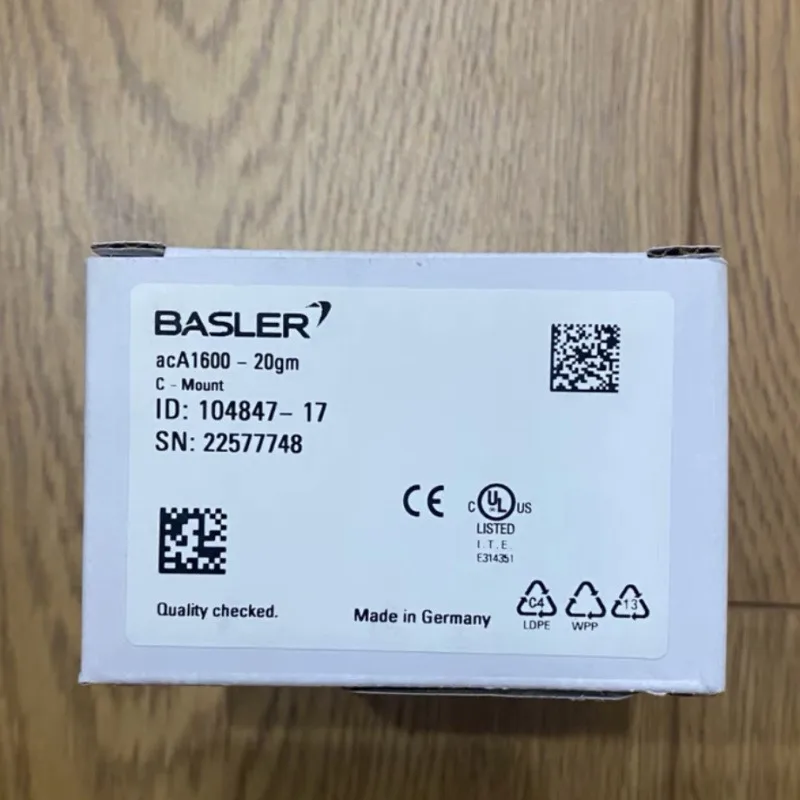 BASLER
acA1600 - 20gm
C - Mount
ID: 104847- 17
SN: 22577748
CE
C UL US
LISTED
I.T.E.
E314351
Quality checked.
Made in Germany
C4
LDPE
WPP
13